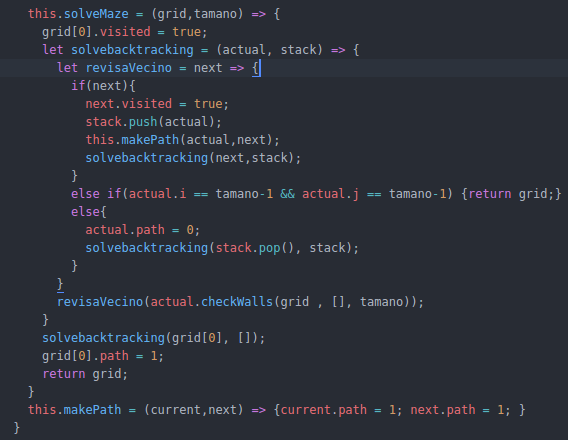 this.solveMaze = (grid,tamano) => {
grid[0].visited = true;
let solvebacktracking = (actual, stack) => {
let revisaVecino = next => {
if(next){
next.visited = true;
stack.push(actual);
this.makePath(actual,next);
solvebacktracking(next,stack);
}
else if(actual.i == tamano-1 && actual.j == tamano-1) {return grid;}
else{
actual.path = 0;
solvebacktracking(stack.pop(), stack);
}
}
revisaVecino(actual.checkWalls(grid , [], tamano));
}
solvebacktracking(grid[0], []);
grid[0].path = 1;
return grid;
}
this.makePath = (current,next) => {current.path = 1; next.path = 1; }
}